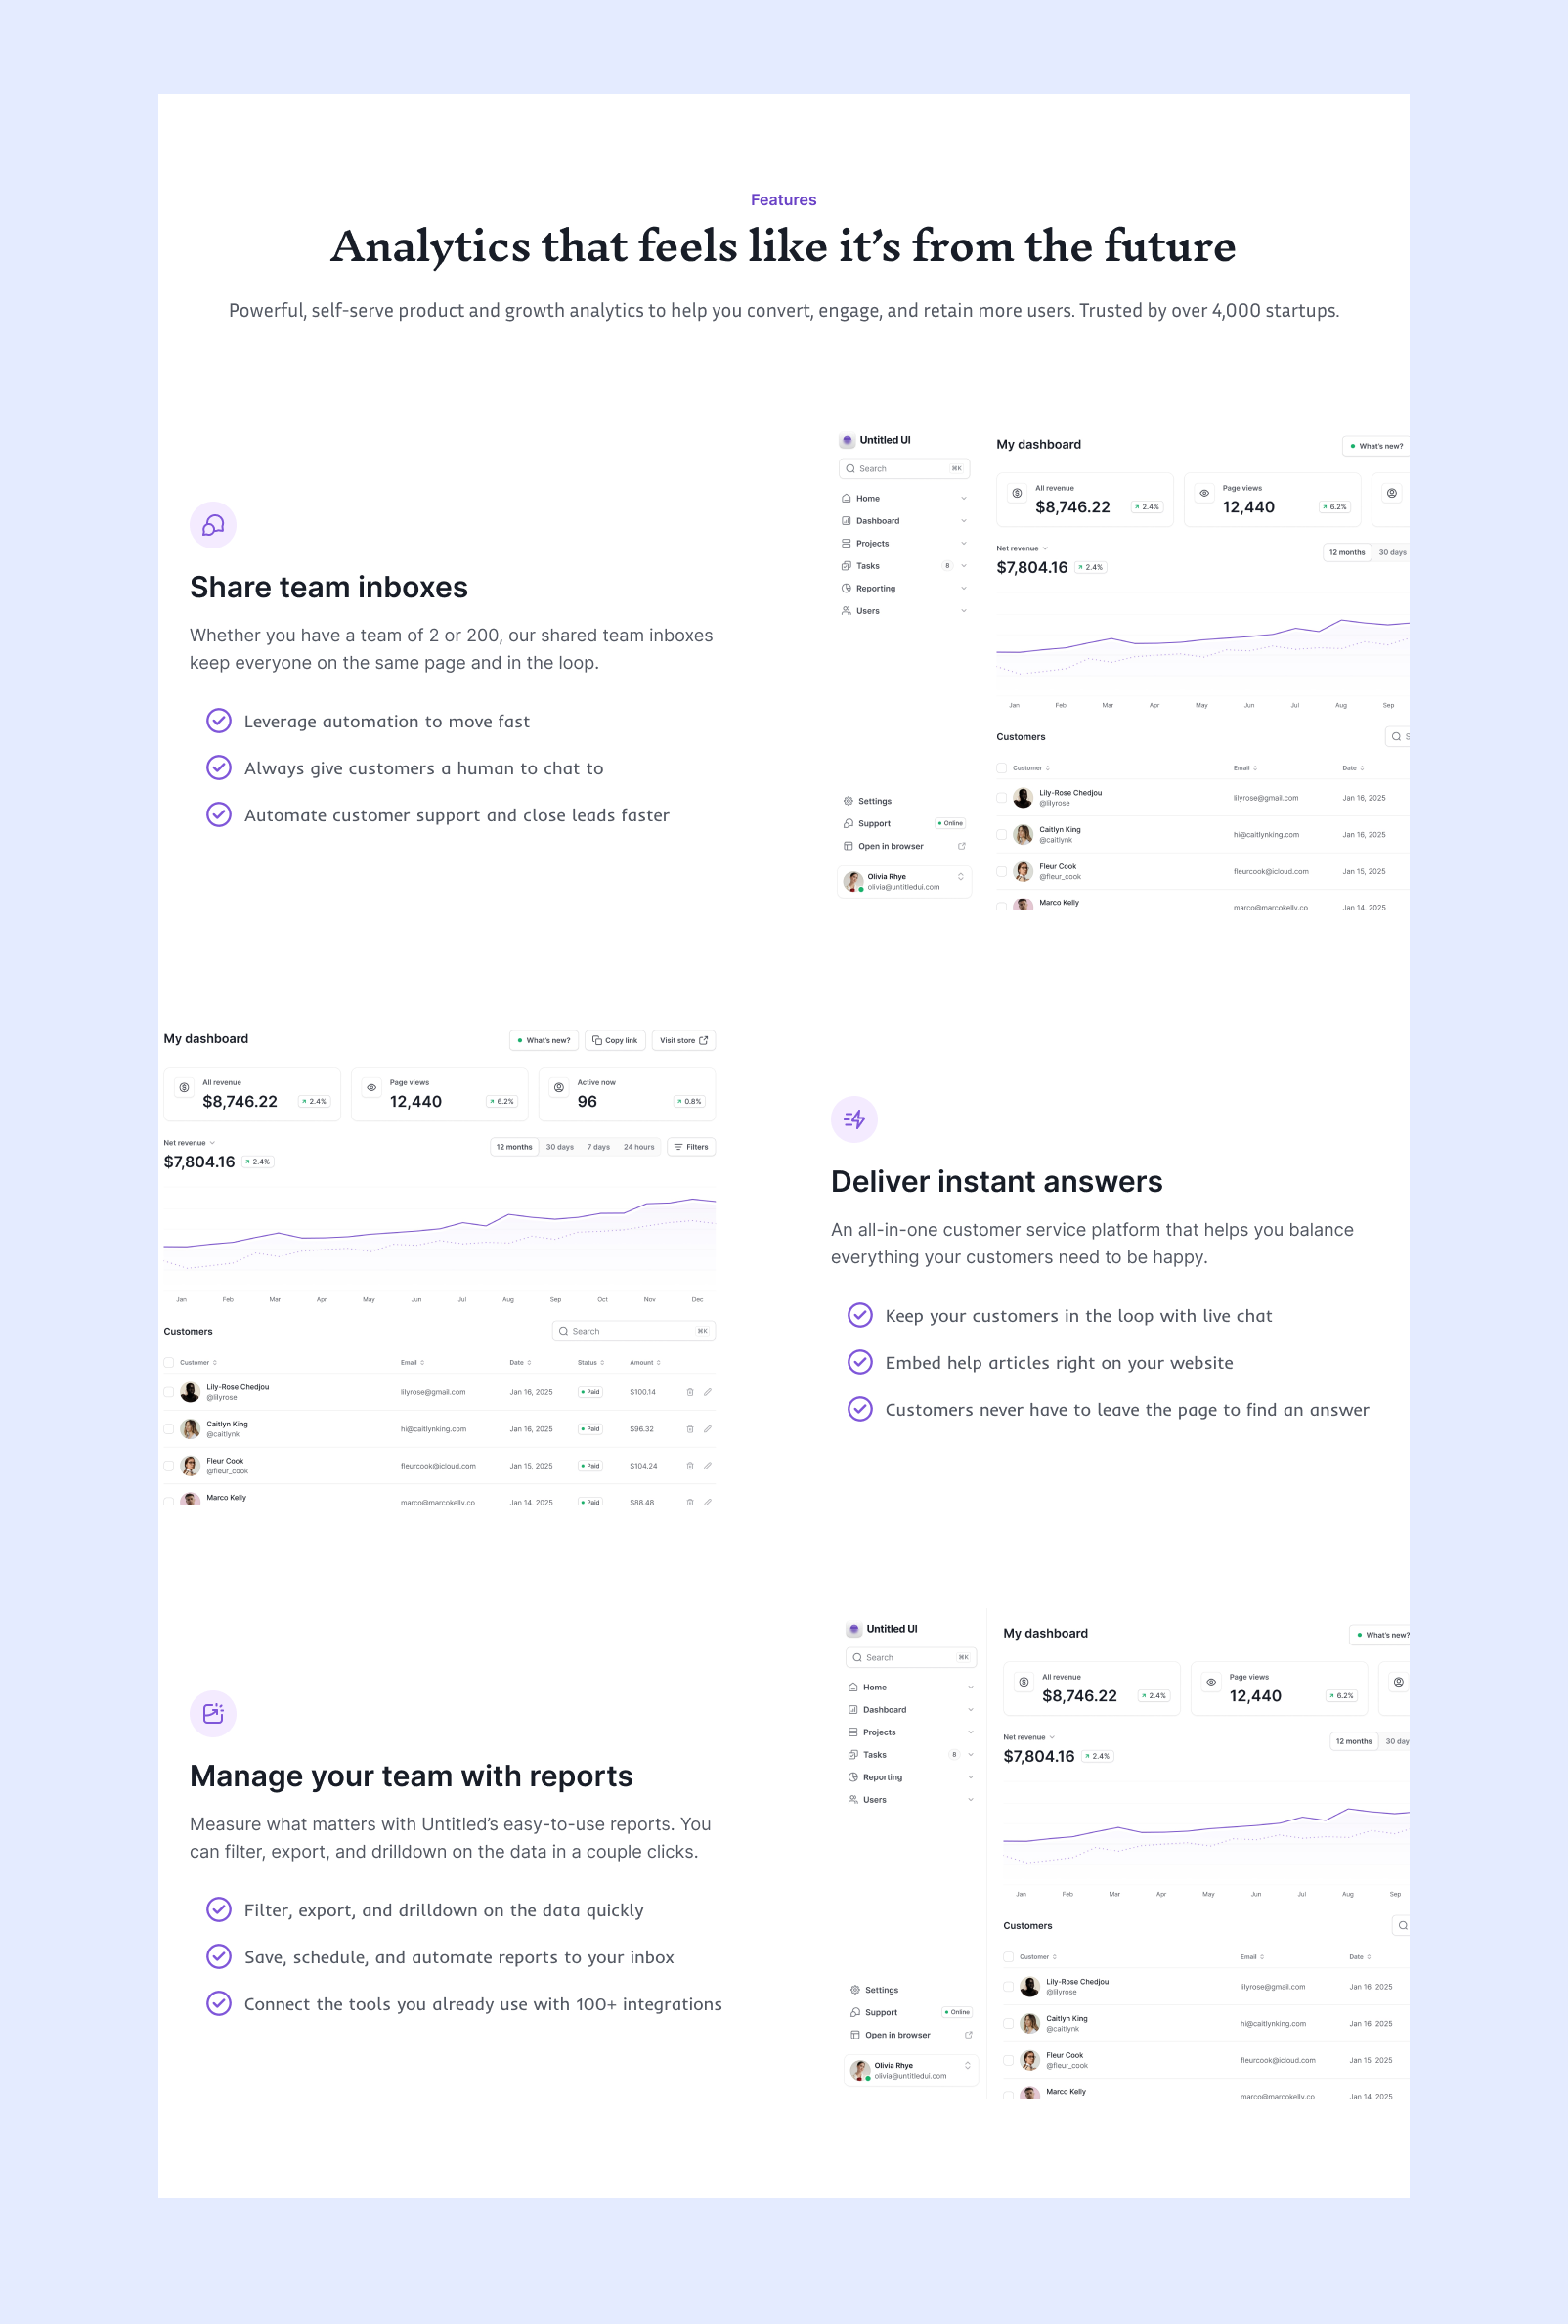 Features
Analytics that feels like it’s from the future
Powerful, self-serve product and growth analytics to help you convert, engage, and retain more users. Trusted by over 4,000 startups.
Share team inboxes
Whether you have a team of 2 or 200, our shared team inboxes
keep everyone on the same page and in the loop.
Leverage automation to move fast
Always give customers a human to chat to
Automate customer support and close leads faster
Untitled UI
Search ⌘K
Home
Dashboard
Projects
Tasks 8
Reporting
Users
Settings
Support Online
Open in browser
Olivia Rhye
olivia@untitledui.com
My dashboard What's new?
All revenue
$8,746.22 2.4%
Page views
12,440 6.2%
Net revenue
$7,804.16 2.4%
12 months 30 days
Jan Feb Mar Apr May Jun Jul Aug Sep
Customers
Customer Email Date
Lily-Rose Chedjou
@lilyrose
lilyrose@gmail.com Jan 16, 2025
Caitlyn King
@caitlynk
hi@caitlynking.com Jan 16, 2025
Fleur Cook
@fleur_cook
fleurcook@icloud.com Jan 15, 2025
Marco Kelly
marco@marcokelly.co Jan 14, 2025
My dashboard What's new? Copy link Visit store
All revenue
$8,746.22 2.4%
Page views
12,440 6.2%
Active now
96 0.8%
Net revenue
$7,804.16 2.4%
12 months 30 days 7 days 24 hours Filters
Jan Feb Mar Apr May Jun Jul Aug Sep Oct Nov Dec
Customers Search ⌘K
Customer Email Date Status Amount
Lily-Rose Chedjou
@lilyrose
lilyrose@gmail.com Jan 16, 2025 Paid $100.14
Caitlyn King
@caitlynk
hi@caitlynking.com Jan 16, 2025 Paid $96.32
Fleur Cook
@fleur_cook
fleurcook@icloud.com Jan 15, 2025 Paid $104.24
Marco Kelly
marco@marcokelly.co Jan 14, 2025 Paid $88.48
Deliver instant answers
An all-in-one customer service platform that helps you balance
everything your customers need to be happy.
Keep your customers in the loop with live chat
Embed help articles right on your website
Customers never have to leave the page to find an answer
Manage your team with reports
Measure what matters with Untitled’s easy-to-use reports. You
can filter, export, and drilldown on the data in a couple clicks.
Filter, export, and drilldown on the data quickly
Save, schedule, and automate reports to your inbox
Connect the tools you already use with 100+ integrations
Untitled UI
Search ⌘K
Home
Dashboard
Projects
Tasks 8
Reporting
Users
Settings
Support Online
Open in browser
Olivia Rhye
olivia@untitledui.com
My dashboard What's new?
All revenue
$8,746.22 2.4%
Page views
12,440 6.2%
Net revenue
$7,804.16 2.4%
12 months 30 day
Jan Feb Mar Apr May Jun Jul Aug Sep
Customers
Customer Email Date
Lily-Rose Chedjou
@lilyrose
lilyrose@gmail.com Jan 16, 2025
Caitlyn King
@caitlynk
hi@caitlynking.com Jan 16, 2025
Fleur Cook
@fleur_cook
fleurcook@icloud.com Jan 15, 2025
Marco Kelly
marco@marcokelly.co Jan 14, 2025